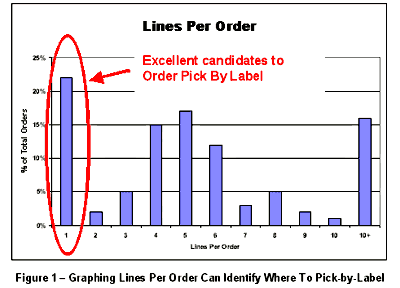 Lines Per Order
Excellent candidates to
Order Pick By Label
% of Total Orders
25%
20%
15%
10%
5%
0%
1 2 3 4 5 6 7 8 9 10 10+
Lines Per Order
Figure 1 – Graphing Lines Per Order Can Identify Where To Pick-by-Label